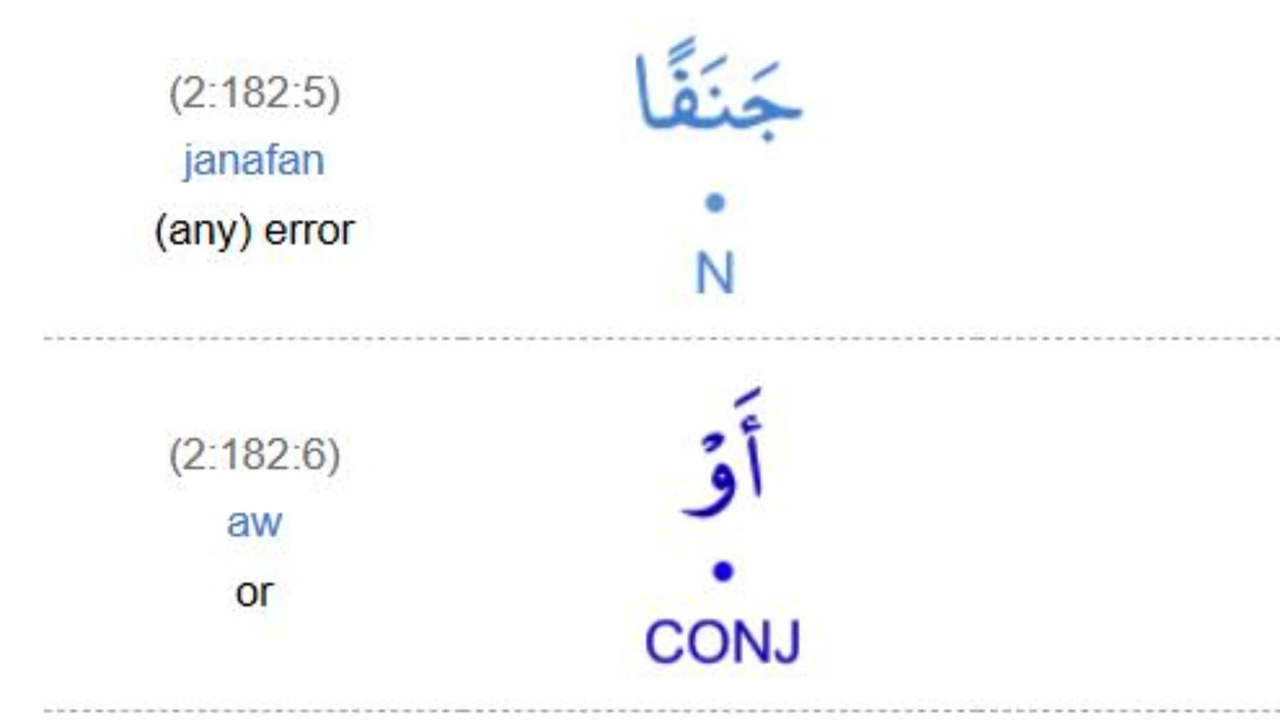 (2:182:5)
janafan
(any) error
جَنَفًا
N
(2:182:6)
aw
or
أَوْ
CONJ